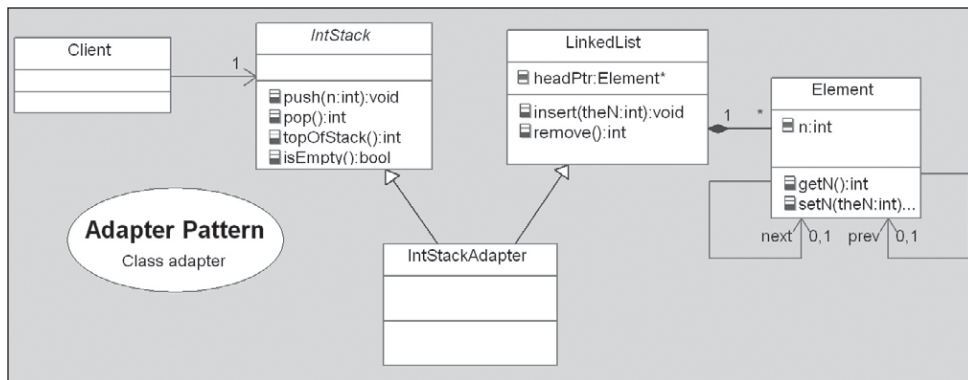 Client
1
IntStack
push(n:int):void
pop():int
topOfStack():int
isEmpty():bool
LinkedList
headPtr:Element*
insert(theN:int):void
remove():int
1
*
Element
n:int
getN():int
setN(theN:int)...
next
0,1
prev
0,1
Adapter Pattern
Class adapter
IntStackAdapter